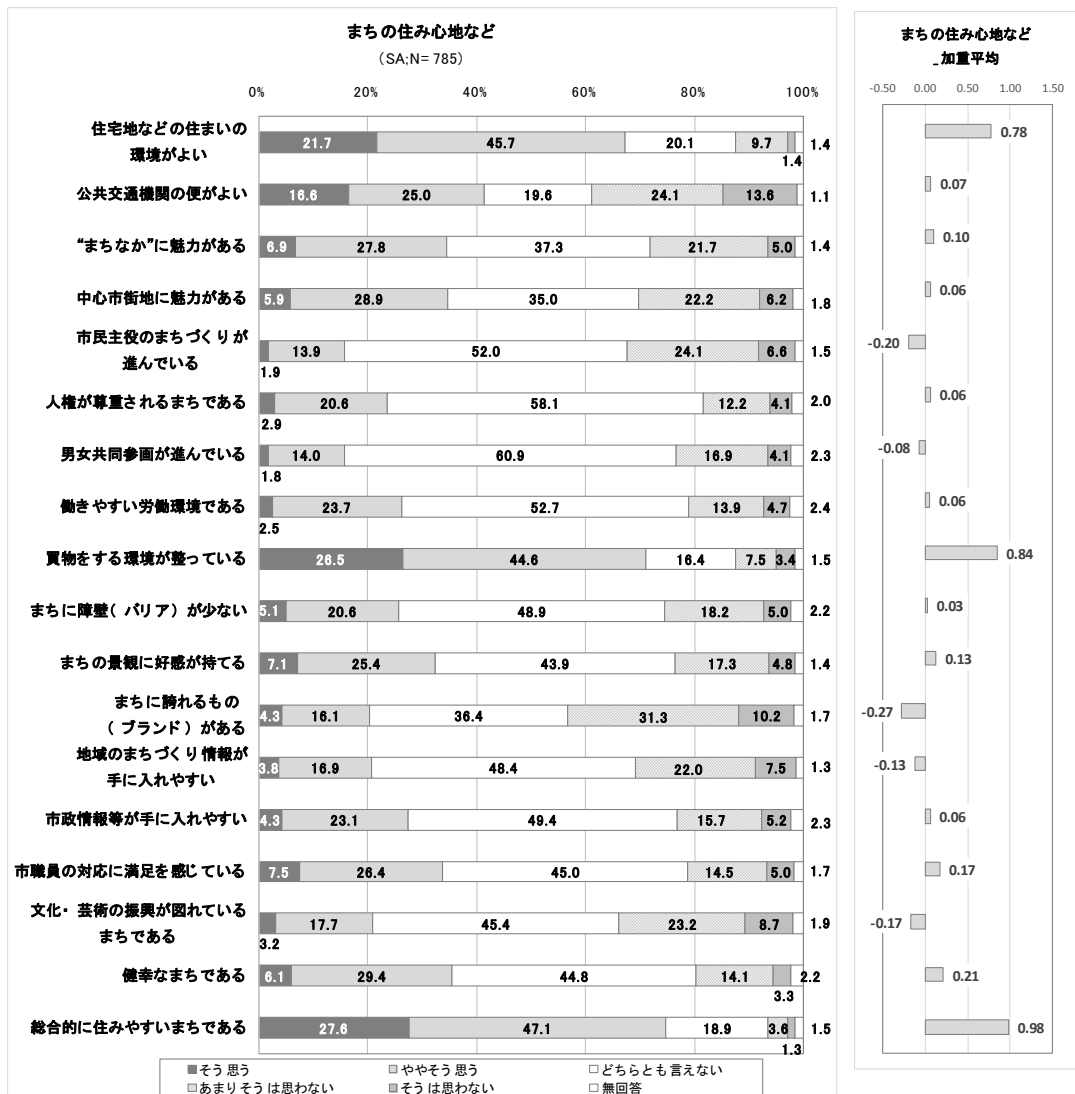 まちの住み心地など
(SA;N=785)
0% 20% 40% 60% 80% 100%
住宅地などの住まいの
環境がよい
21.7 45.7 20.1 9.7 1.4 1.4
公共交通機関の便がよい 16.6 25.0 19.6 24.1 13.6 1.1
“まちなか”に魅力がある 6.9 27.8 37.3 21.7 5.0 1.4
中心市街地に魅力がある 5.9 28.9 35.0 22.2 6.2 1.8
市民主役のまちづくりが
進んでいる
1.9 13.9 52.0 24.1 6.6 1.5
人権が尊重されるまちである 2.9 20.6 58.1 12.2 4.1 2.0
男女共同参画が進んでいる 1.8 14.0 60.9 16.9 4.1 2.3
働きやすい労働環境である 2.5 23.7 52.7 13.9 4.7 2.4
買物をする環境が整っている 26.5 44.6 16.4 7.5 3.4 1.5
まちに障壁(バリア)が少ない 5.1 20.6 48.9 18.2 5.0 2.2
まちの景観に好感が持てる 7.1 25.4 43.9 17.3 4.8 1.4
まちに誇れるもの
(ブランド)がある
4.3 16.1 36.4 31.3 10.2 1.7
地域のまちづくり情報が
手に入れやすい
3.8 16.9 48.4 22.0 7.5 1.3
市政情報等が手に入れやすい 4.3 23.1 49.4 15.7 5.2 2.3
市職員の対応に満足を感じている 7.5 26.4 45.0 14.5 5.0 1.7
文化・芸術の振興が図れている
まちである
3.2 17.7 45.4 23.2 8.7 1.9
健幸なまちである 6.1 29.4 44.8 14.1 3.3 2.2
総合的に住みやすいまちである 27.6 47.1 18.9 3.6 1.3 1.5
そう思う ややそう思う どちらとも言えない
あまりそうは思わない そうは思わない 無回答
まちの住み心地など
_加重平均
-0.50 0.00 0.50 1.00 1.50
0.78
0.07
0.10
0.06
-0.20
0.06
-0.08
0.06
0.84
0.03
0.13
-0.27
-0.13
0.06
0.17
-0.17
0.21
0.98